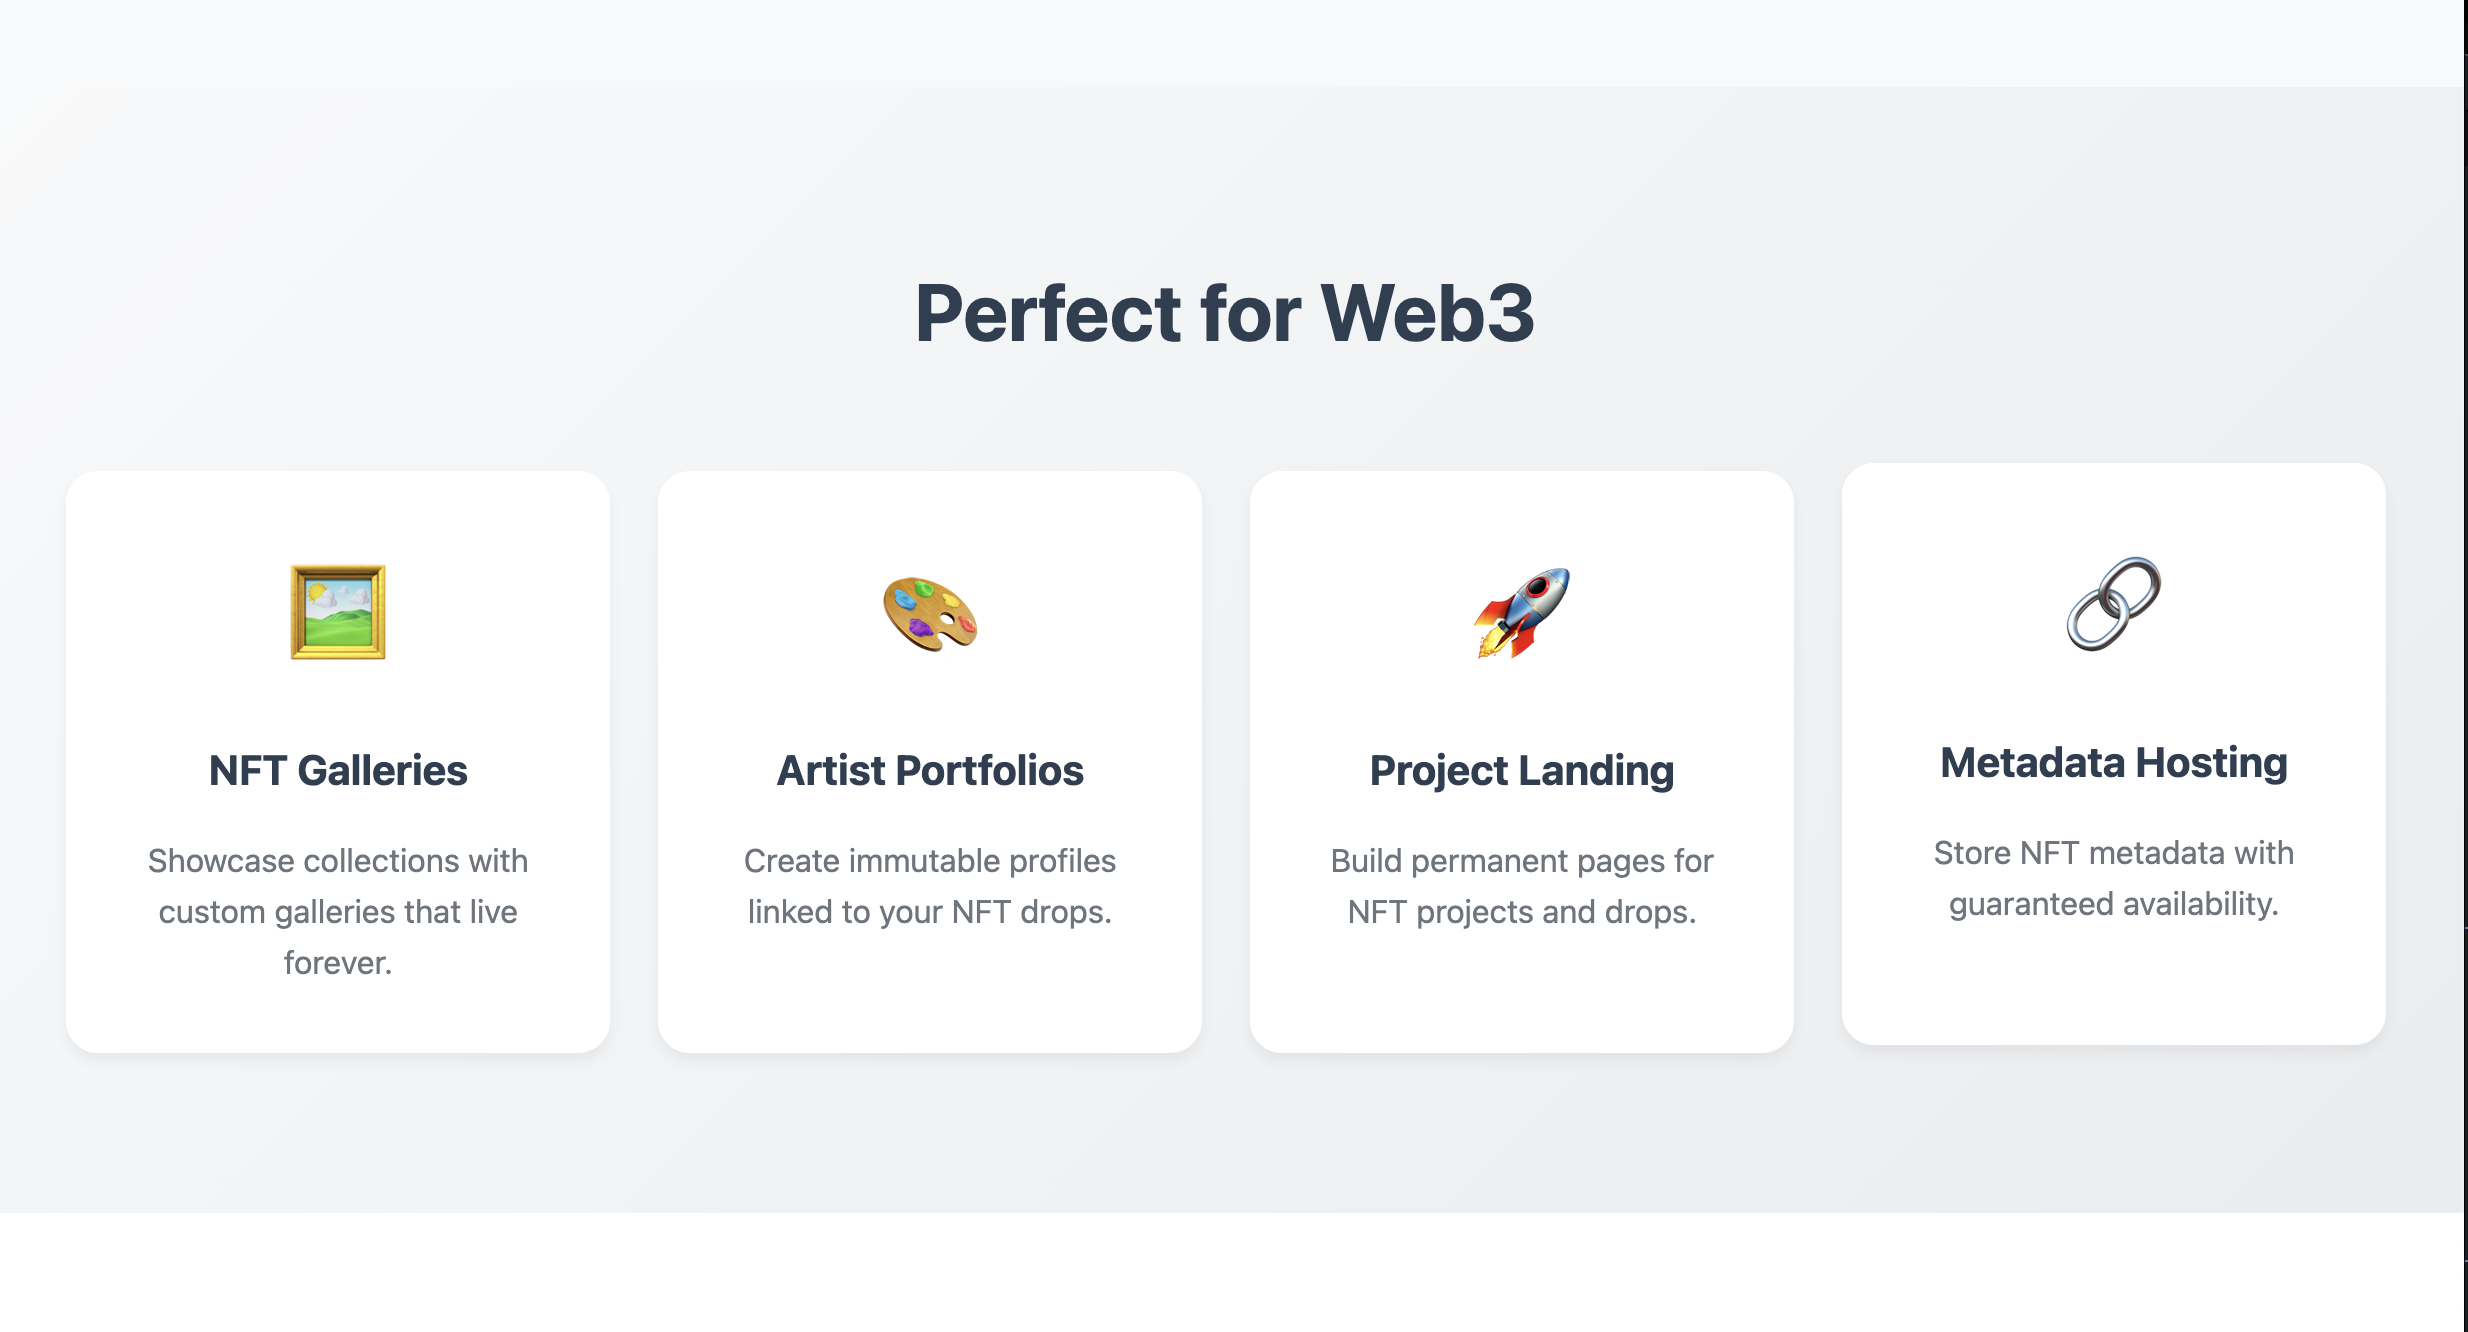 Perfect for Web3
NFT Galleries
Showcase collections with
custom galleries that live
forever.
Artist Portfolios
Create immutable profiles
linked to your NFT drops.
Project Landing
Build permanent pages for
NFT projects and drops.
Metadata Hosting
Store NFT metadata with
guaranteed availability.